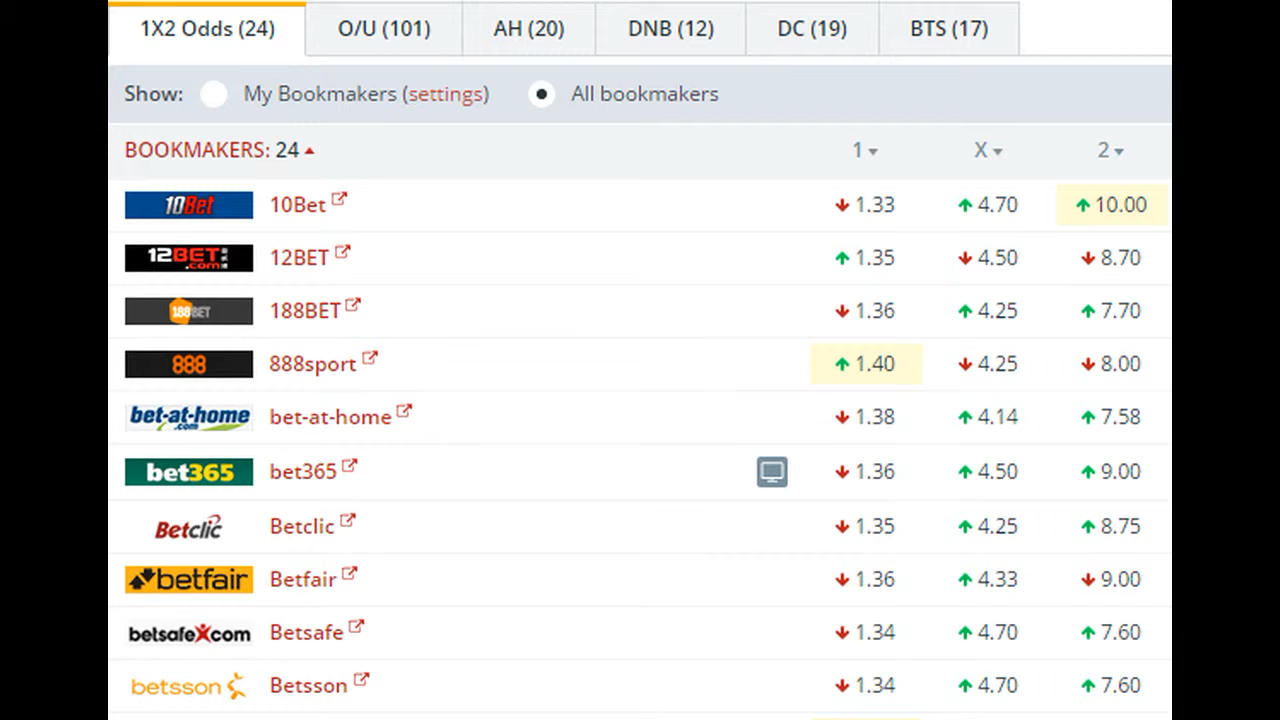 1X2 Odds (24) O/U (101) AH (20) DNB (12) DC (19) BTS (17)
Show: My Bookmakers (settings) All bookmakers
BOOKMAKERS: 24 1 X 2
10Bet 10Bet 1.33 4.70 10.00
12BET.com 12BET 1.35 4.50 8.70
188BET 188BET 1.36 4.25 7.70
888 888sport 1.40 4.25 8.00
bet-at-home.com bet-at-home 1.38 4.14 7.58
bet365 bet365 1.36 4.50 9.00
Betclic Betclic 1.35 4.25 8.75
betfair Betfair 1.36 4.33 9.00
betsafe.com Betsafe 1.34 4.70 7.60
betsson Betsson 1.34 4.70 7.60